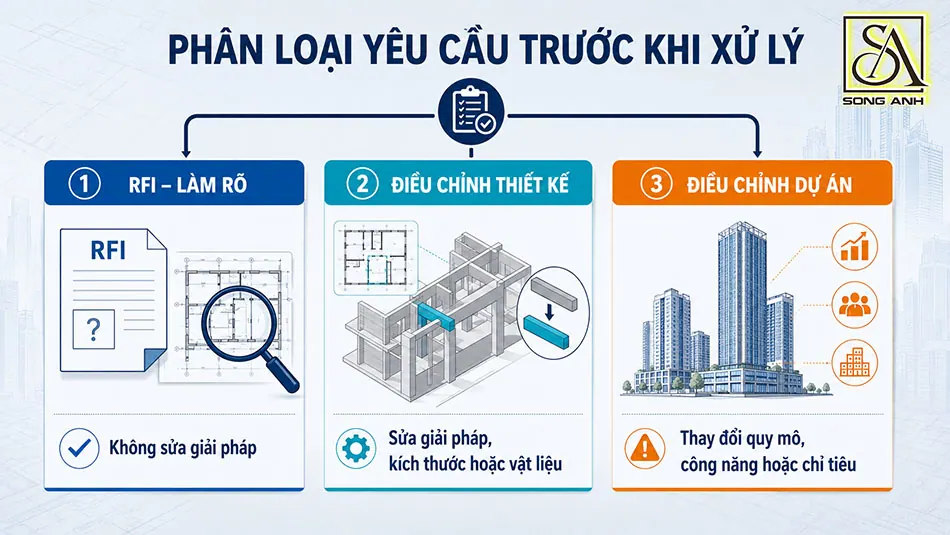 PHÂN LOẠI YÊU CẦU TRƯỚC KHI XỬ LÝ
SA
SONG ANH
1 RFI – LÀM RÕ
RFI
?
Không sửa giải pháp
2 ĐIỀU CHỈNH THIẾT KẾ
Sửa giải pháp,
kích thước hoặc vật liệu
3 ĐIỀU CHỈNH DỰ ÁN
Thay đổi quy mô,
công năng hoặc chỉ tiêu